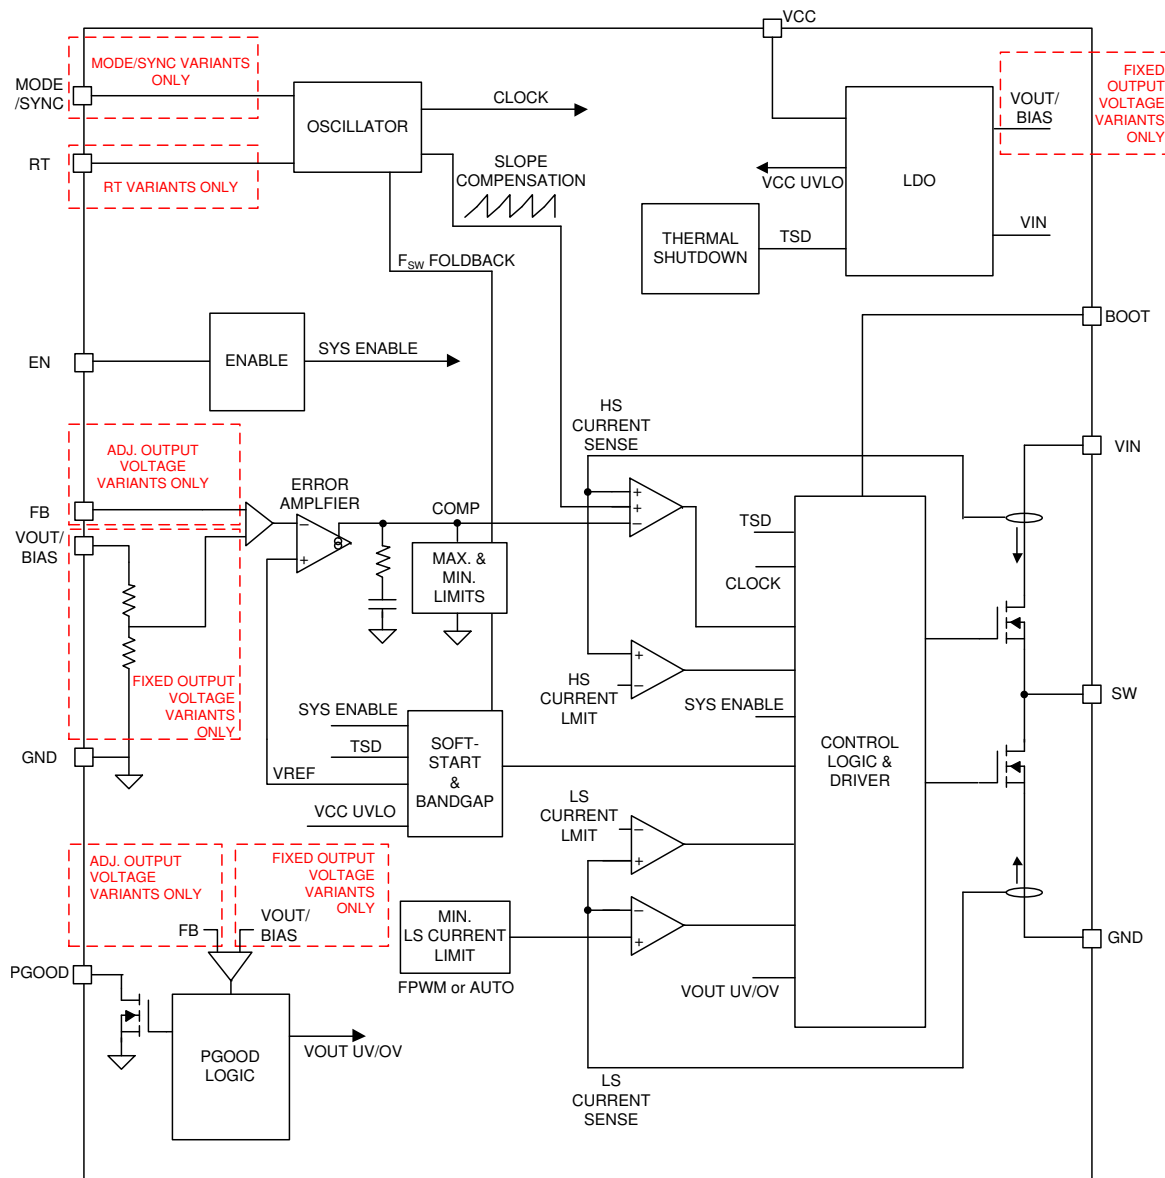 VCC
MODE/SYNC VARIANTS
ONLY
MODE
/SYNC
OSCILLATOR
CLOCK
RT
RT VARIANTS ONLY
SLOPE
COMPENSATION
FSW FOLDBACK
FIXED
OUTPUT
VOLTAGE
VARIANTS
ONLY
VOUT/
BIAS
LDO
VCC UVLO
VIN
THERMAL
SHUTDOWN
TSD
BOOT
EN
ENABLE
SYS ENABLE
HS
CURRENT
SENSE
VIN
ADJ. OUTPUT
VOLTAGE
VARIANTS ONLY
FB
ERROR
AMPLFIER
COMP
VOUT/
BIAS
MAX. &
MIN.
LIMITS
TSD
CLOCK
FIXED OUTPUT
VOLTAGE
VARIANTS
ONLY
HS
CURRENT
LMIT
SYS ENABLE
SW
GND
SYS ENABLE
TSD
VREF
VCC UVLO
SOFT-
START
&
BANDGAP
CONTROL
LOGIC &
DRIVER
LS
CURRENT
LMIT
ADJ. OUTPUT
VOLTAGE
VARIANTS ONLY
FIXED OUTPUT
VOLTAGE
VARIANTS
ONLY
FB
VOUT/
BIAS
MIN.
LS CURRENT
LIMIT
FPWM or AUTO
GND
PGOOD
VOUT UV/OV
PGOOD
LOGIC
VOUT UV/OV
LS
CURRENT
SENSE